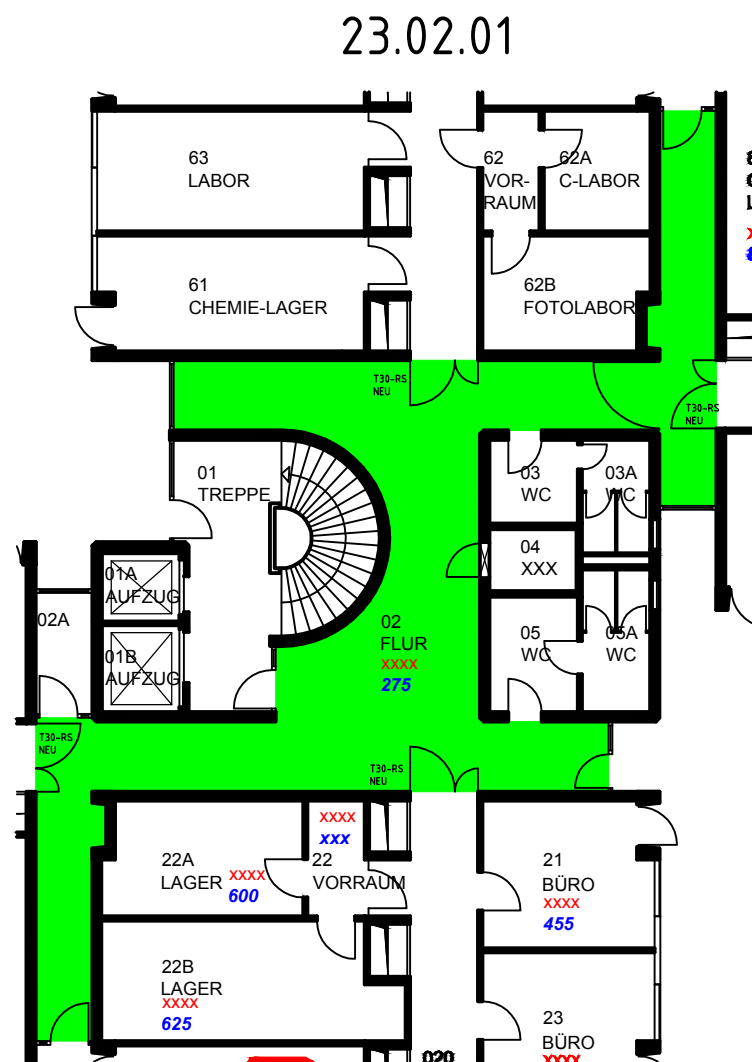 23.02.01
63
LABOR
62
VOR-
RAUM
62A
C-LABOR
61
CHEMIE-LAGER
62B
FOTOLABOR
T30-RS
NEU
T30-RS
NEU
01
TREPPE
03
WC
03A
WC
04
XXX
01A
AUFZUG
02A
01B
AUFZUG
02
FLUR
xxxx
275
05
WC
05A
WC
T30-RS
NEU
T30-RS
NEU
xxxx
xxx
22A
LAGER
xxxx
600
22
VORRAUM
21
BÜRO
xxxx
455
22B
LAGER
xxxx
625
23
BÜRO
xxxx
020